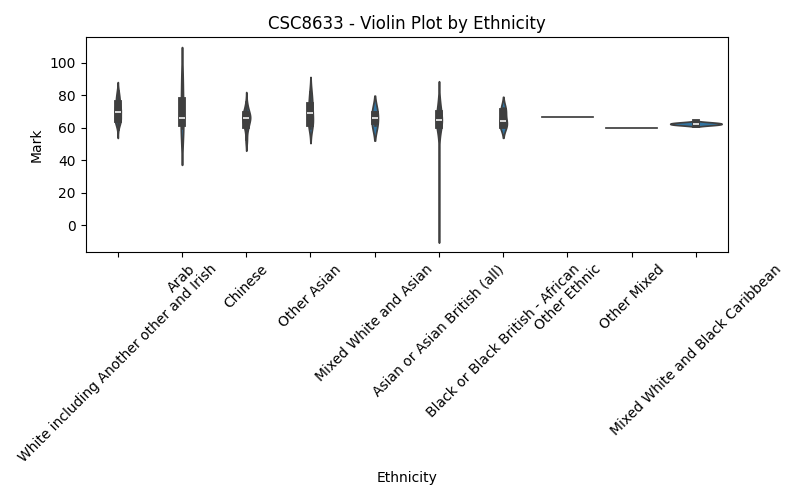 CSC8633 - Violin Plot by Ethnicity
100
80
60
40
20
0
Mark
White including Another other and Irish
Arab
Chinese
Other Asian
Mixed White and Asian
Asian or Asian British (all)
Black or Black British - African
Other Ethnic
Other Mixed
Mixed White and Black Caribbean
Ethnicity